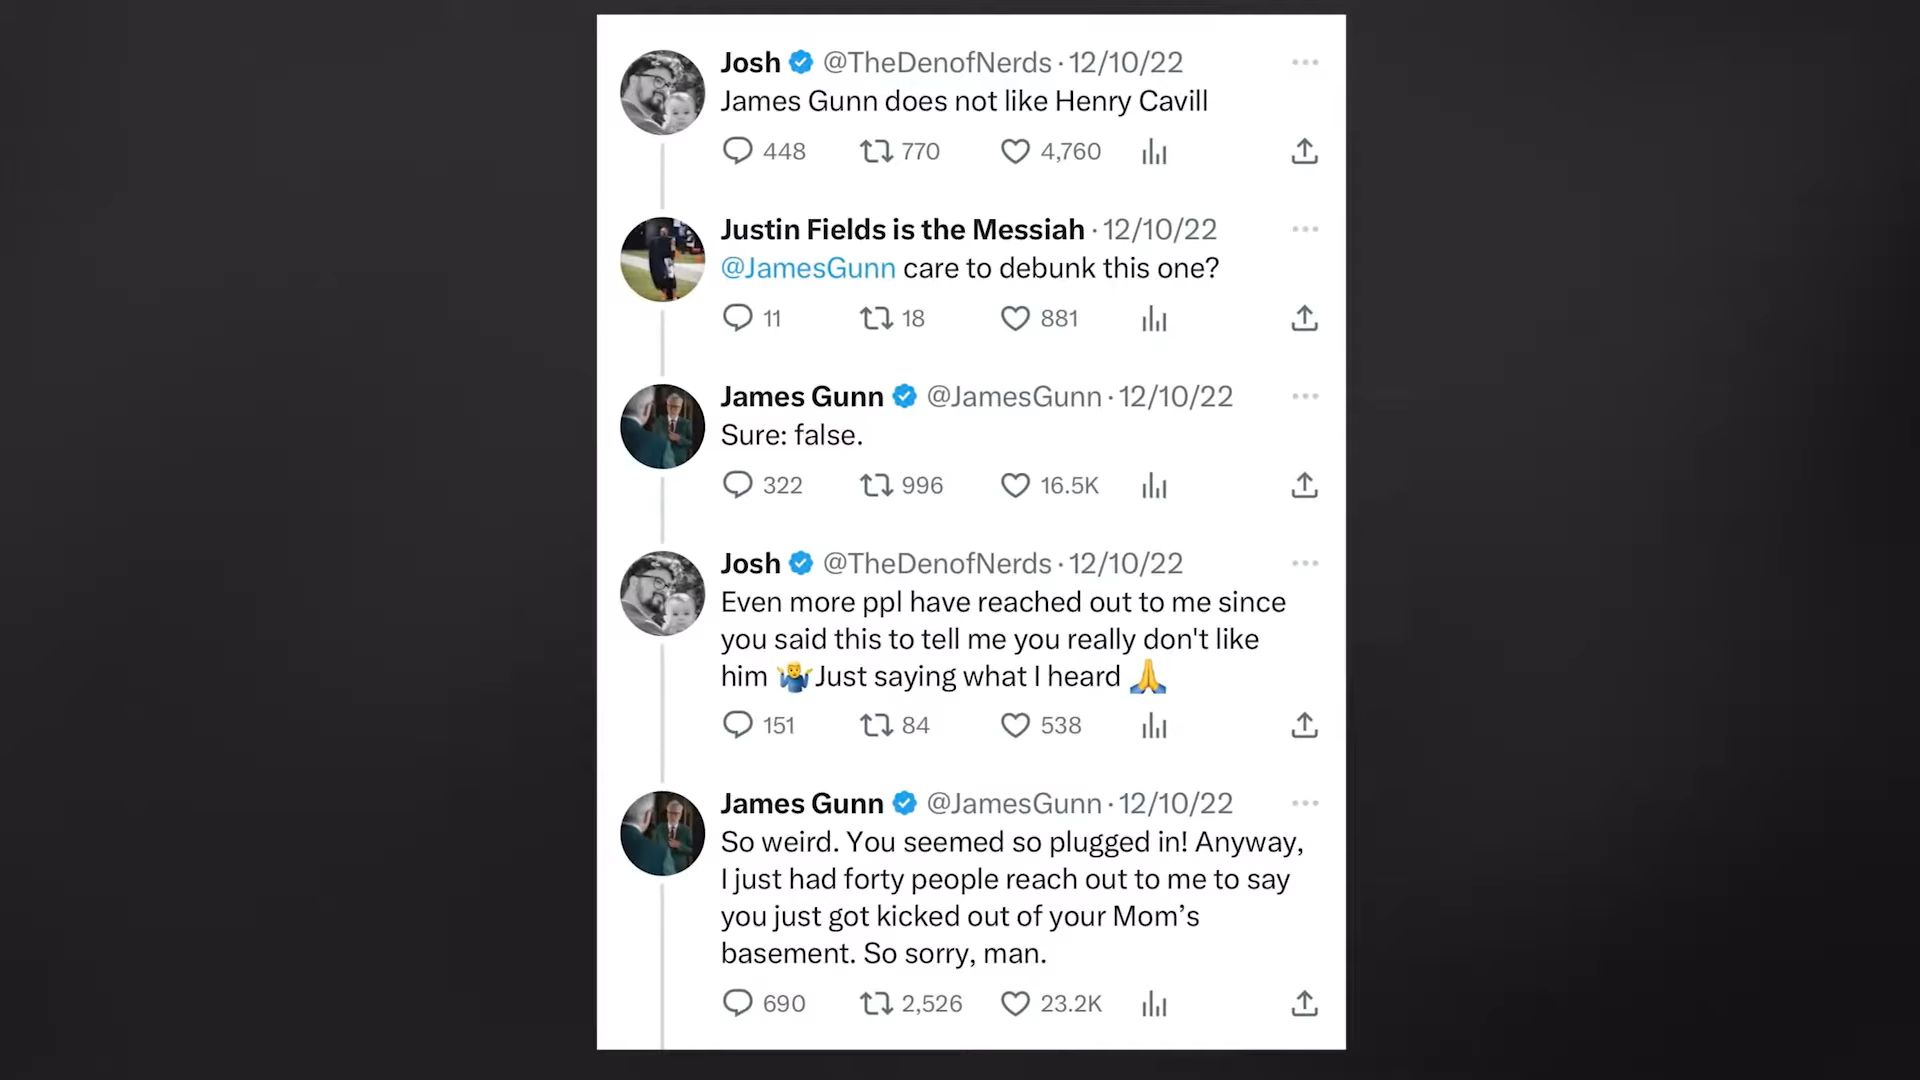 Josh @TheDenofNerds · 12/10/22
James Gunn does not like Henry Cavill
448 770 4,760
Justin Fields is the Messiah · 12/10/22
@JamesGunn care to debunk this one?
11 18 881
James Gunn @JamesGunn · 12/10/22
Sure: false.
322 996 16.5K
Josh @TheDenofNerds · 12/10/22
Even more ppl have reached out to me since
you said this to tell me you really don't like
him 🤷‍♂️Just saying what I heard 🙏
151 84 538
James Gunn @JamesGunn · 12/10/22
So weird. You seemed so plugged in! Anyway,
I just had forty people reach out to me to say
you just got kicked out of your Mom’s
basement. So sorry, man.
690 2,526 23.2K